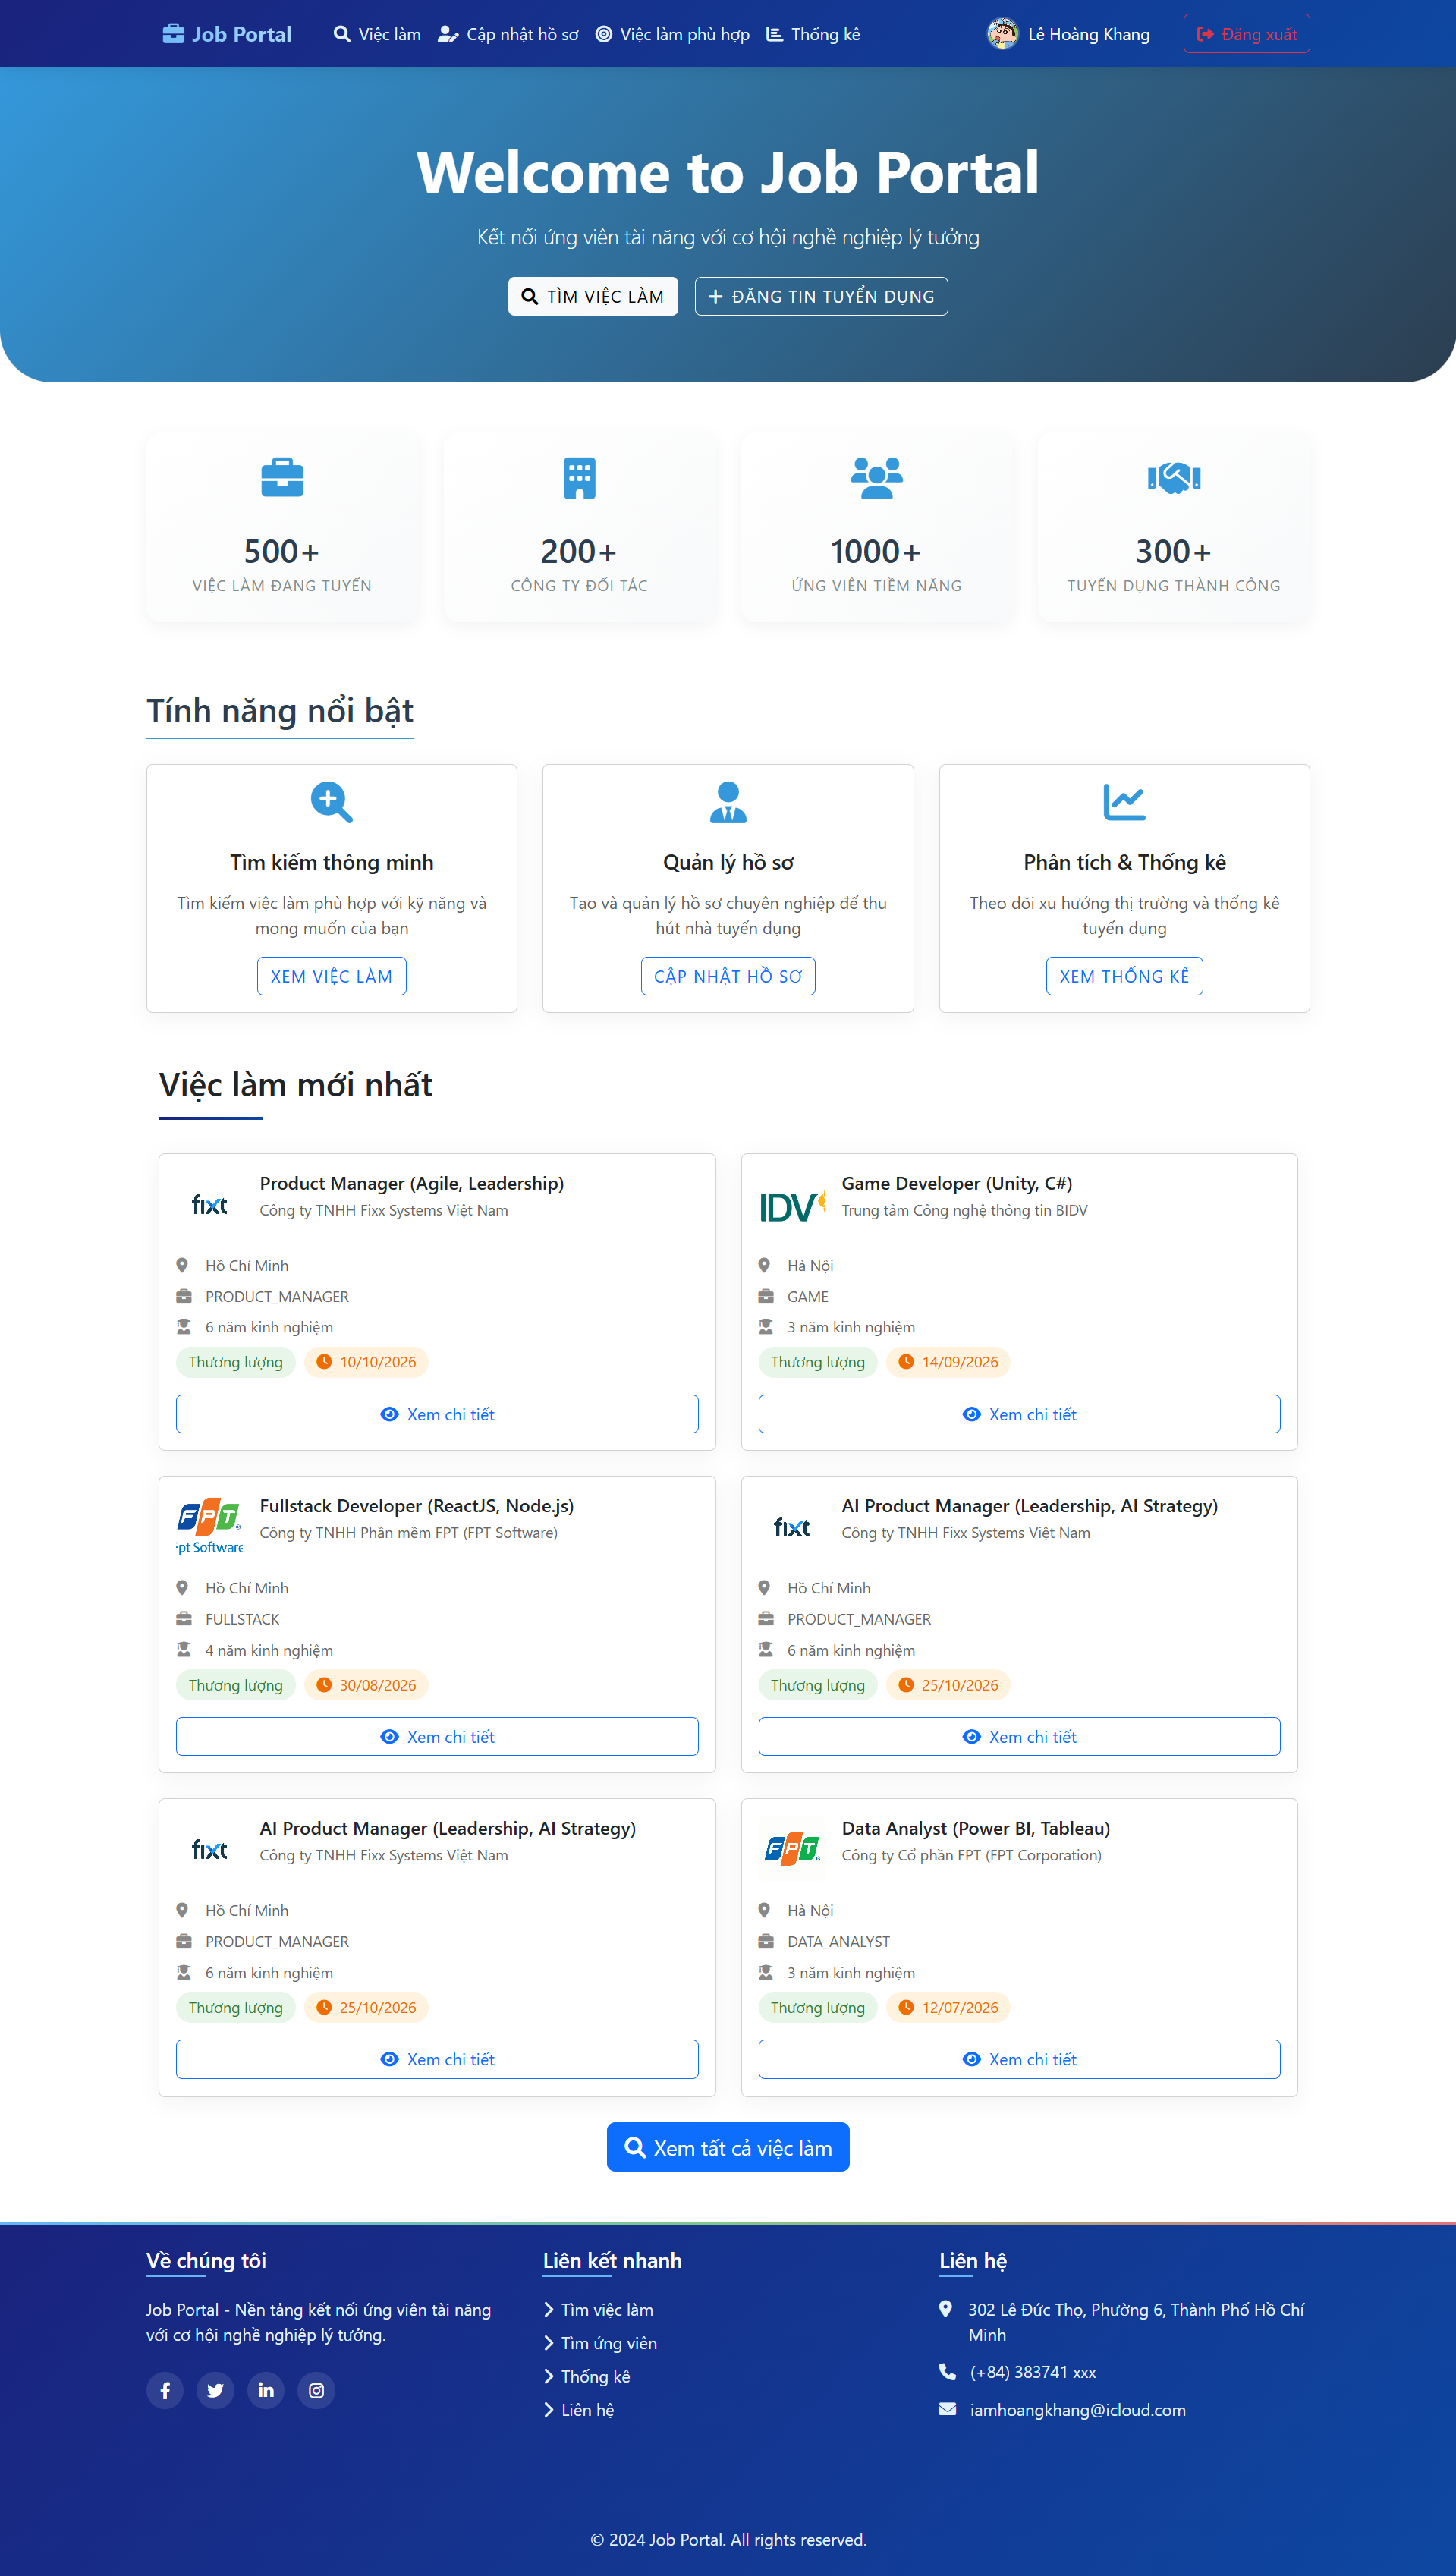 Job Portal
Việc làm
Cập nhật hồ sơ
Việc làm phù hợp
Thống kê
Lê Hoàng Khang
Đăng xuất
Welcome to Job Portal
Kết nối ứng viên tài năng với cơ hội nghề nghiệp lý tưởng
TÌM VIỆC LÀM
ĐĂNG TIN TUYỂN DỤNG
500+
VIỆC LÀM ĐANG TUYỂN
200+
CÔNG TY ĐỐI TÁC
1000+
ỨNG VIÊN TIỀM NĂNG
300+
TUYỂN DỤNG THÀNH CÔNG
Tính năng nổi bật
Tìm kiếm thông minh
Tìm kiếm việc làm phù hợp với kỹ năng và
mong muốn của bạn
XEM VIỆC LÀM
Quản lý hồ sơ
Tạo và quản lý hồ sơ chuyên nghiệp để thu
hút nhà tuyển dụng
CẬP NHẬT HỒ SƠ
Phân tích & Thống kê
Theo dõi xu hướng thị trường và thống kê
tuyển dụng
XEM THỐNG KÊ
Việc làm mới nhất
fixt
Product Manager (Agile, Leadership)
Công ty TNHH Fixx Systems Việt Nam
Hồ Chí Minh
PRODUCT_MANAGER
6 năm kinh nghiệm
Thương lượng
10/10/2026
Xem chi tiết
IDV
Game Developer (Unity, C#)
Trung tâm Công nghệ thông tin BIDV
Hà Nội
GAME
3 năm kinh nghiệm
Thương lượng
14/09/2026
Xem chi tiết
FPT
Fpt Software
Fullstack Developer (ReactJS, Node.js)
Công ty TNHH Phần mềm FPT (FPT Software)
Hồ Chí Minh
FULLSTACK
4 năm kinh nghiệm
Thương lượng
30/08/2026
Xem chi tiết
fixt
AI Product Manager (Leadership, AI Strategy)
Công ty TNHH Fixx Systems Việt Nam
Hồ Chí Minh
PRODUCT_MANAGER
6 năm kinh nghiệm
Thương lượng
25/10/2026
Xem chi tiết
fixt
AI Product Manager (Leadership, AI Strategy)
Công ty TNHH Fixx Systems Việt Nam
Hồ Chí Minh
PRODUCT_MANAGER
6 năm kinh nghiệm
Thương lượng
25/10/2026
Xem chi tiết
FPT
Data Analyst (Power BI, Tableau)
Công ty Cổ phần FPT (FPT Corporation)
Hà Nội
DATA_ANALYST
3 năm kinh nghiệm
Thương lượng
12/07/2026
Xem chi tiết
Xem tất cả việc làm
Về chúng tôi
Job Portal - Nền tảng kết nối ứng viên tài năng
với cơ hội nghề nghiệp lý tưởng.
Liên kết nhanh
Tìm việc làm
Tìm ứng viên
Thống kê
Liên hệ
Liên hệ
302 Lê Đức Thọ, Phường 6, Thành Phố Hồ Chí
Minh
(+84) 383741 xxx
iamhoangkhang@icloud.com
© 2024 Job Portal. All rights reserved.